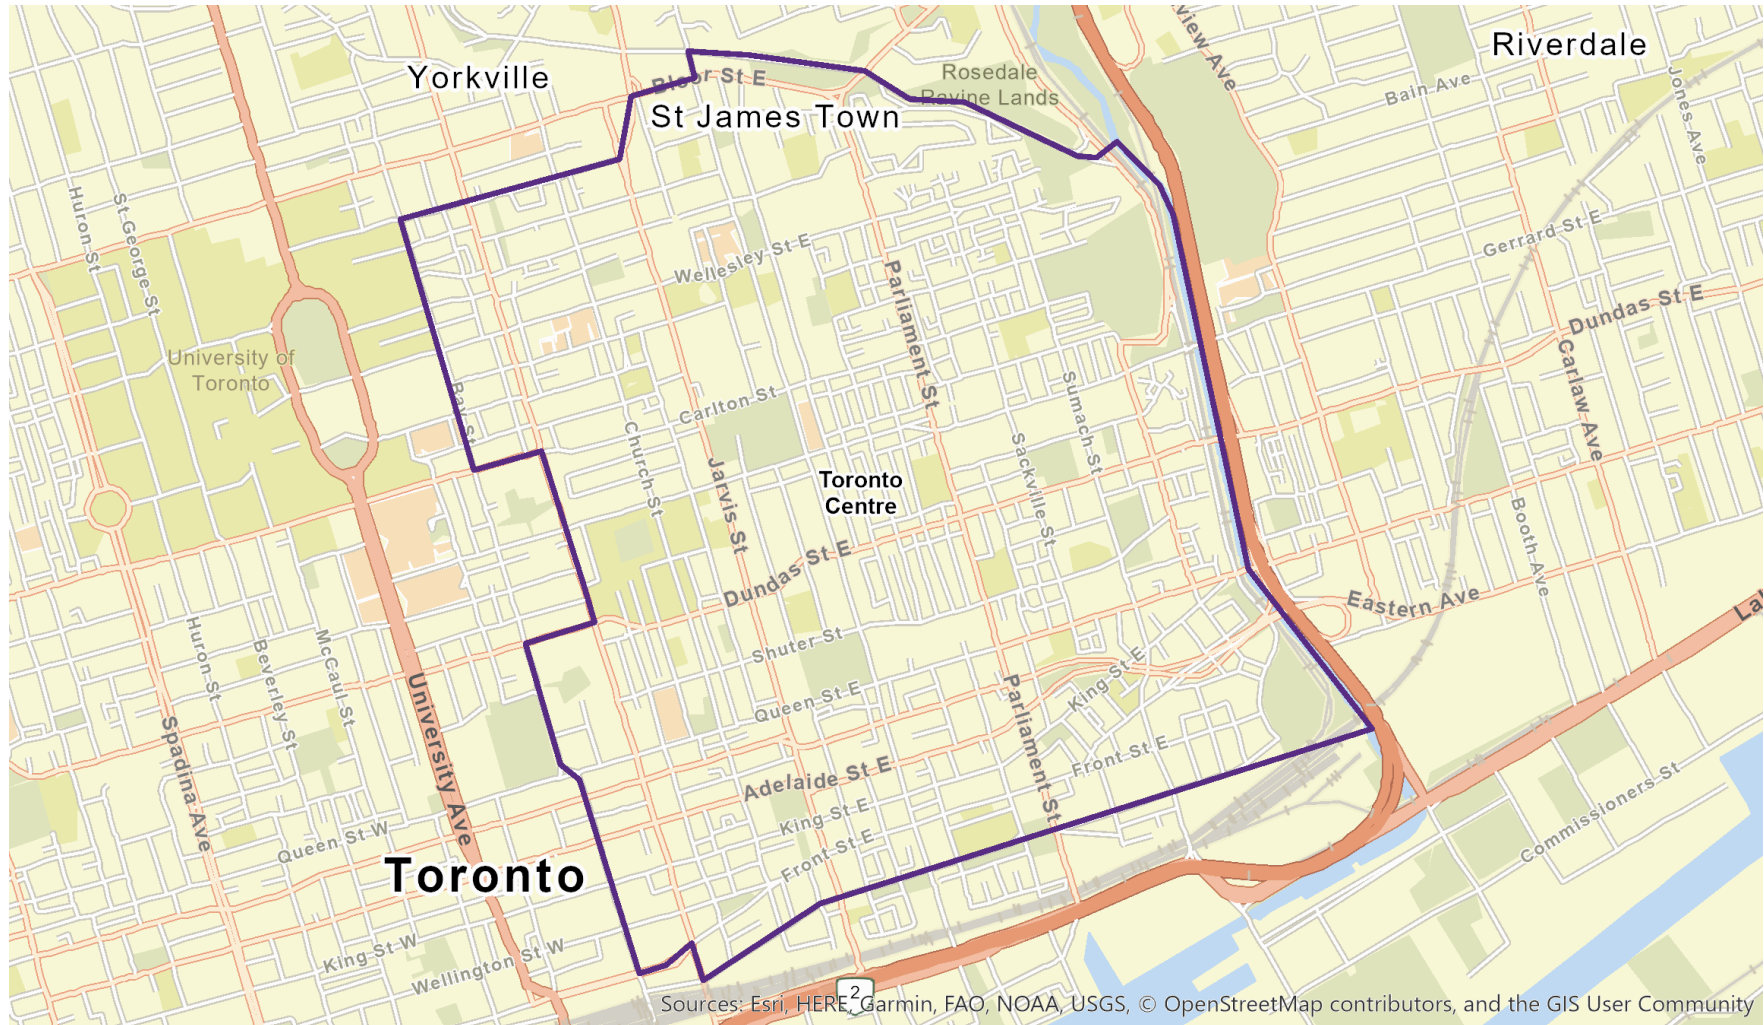 Riverdale
Yorkville
Bloor St E
St James Town
Rosedale
Ravine Lands
view Ave
Bain Ave
Jones Ave
Huron St
St George St
Wellesley St E
Parliament St
Gerrard St E
Dundas St E
Carlaw Ave
University of
Toronto
Bay St
Carlton St
Church St
Jarvis St
Sumach St
Sackville St
Toronto
Centre
Booth Ave
Dundas St E
Eastern Ave
Huron St
Beverley St
McCaul St
Shuter St
Queen St E
King St E
Parliament St
Front St E
University Ave
Spadina Ave
Adelaide St E
King St E
Front St E
Queen St W
Toronto
King St W
Wellington St W
Commissioners St
2
Sources: Esri, HERE, Garmin, FAO, NOAA, USGS, © OpenStreetMap contributors, and the GIS User Community